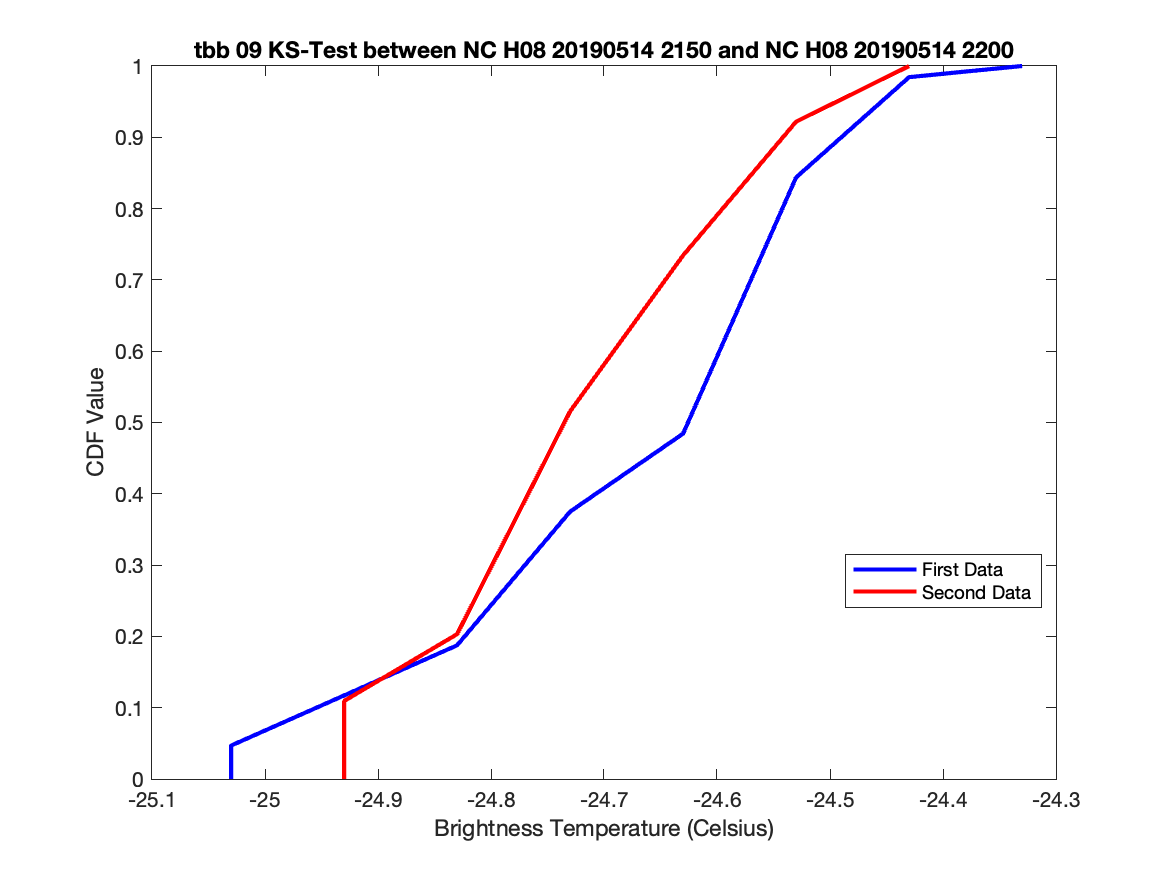 tbb 09 KS-Test between NC H08 20190514 2150 and NC H08 20190514 2200
1
0.9
0.8
0.7
0.6
0.5
0.4
0.3
0.2
0.1
0
CDF Value
First Data
Second Data
-25.1 -25 -24.9 -24.8 -24.7 -24.6 -24.5 -24.4 -24.3
Brightness Temperature (Celsius)